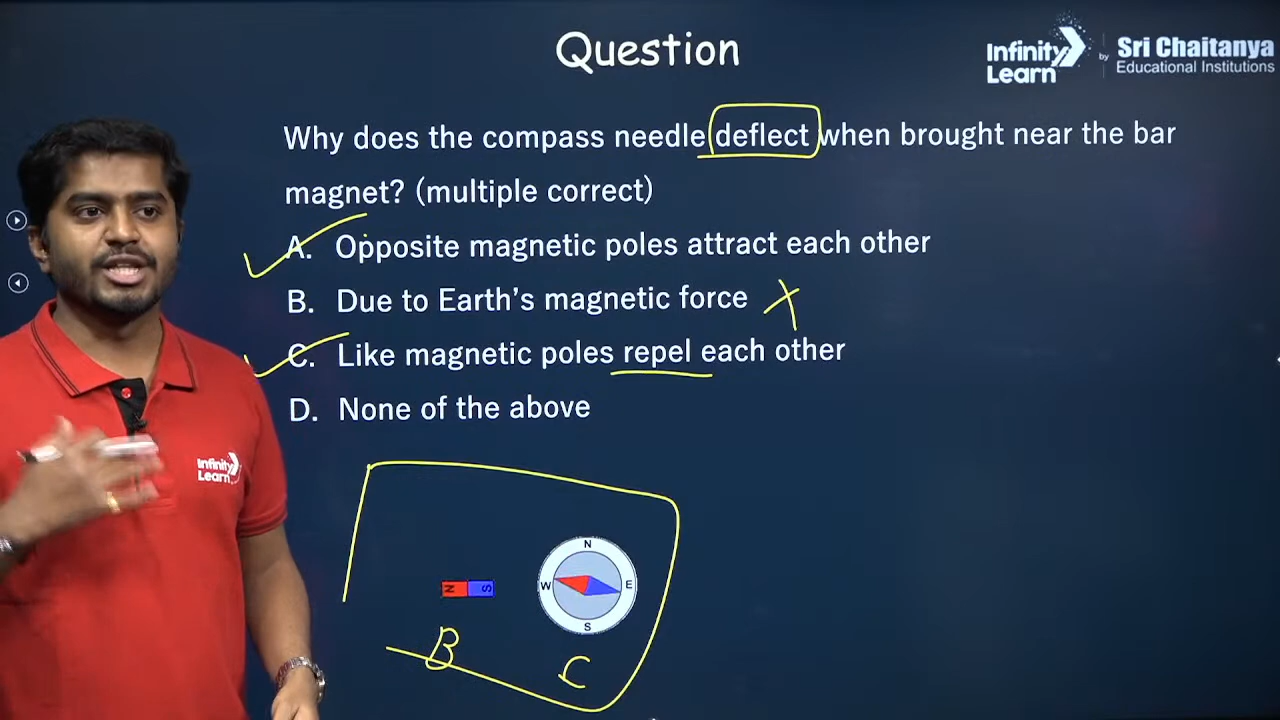 Question
Infinity
Learn
by
Sri Chaitanya
Educational Institutions
Why does the compass needle deflect when brought near the bar
magnet? (multiple correct)
A. Opposite magnetic poles attract each other
B. Due to Earth's magnetic force
C. Like magnetic poles repel each other
D. None of the above
Infinity
Learn
N S
N
W E
S
B
C